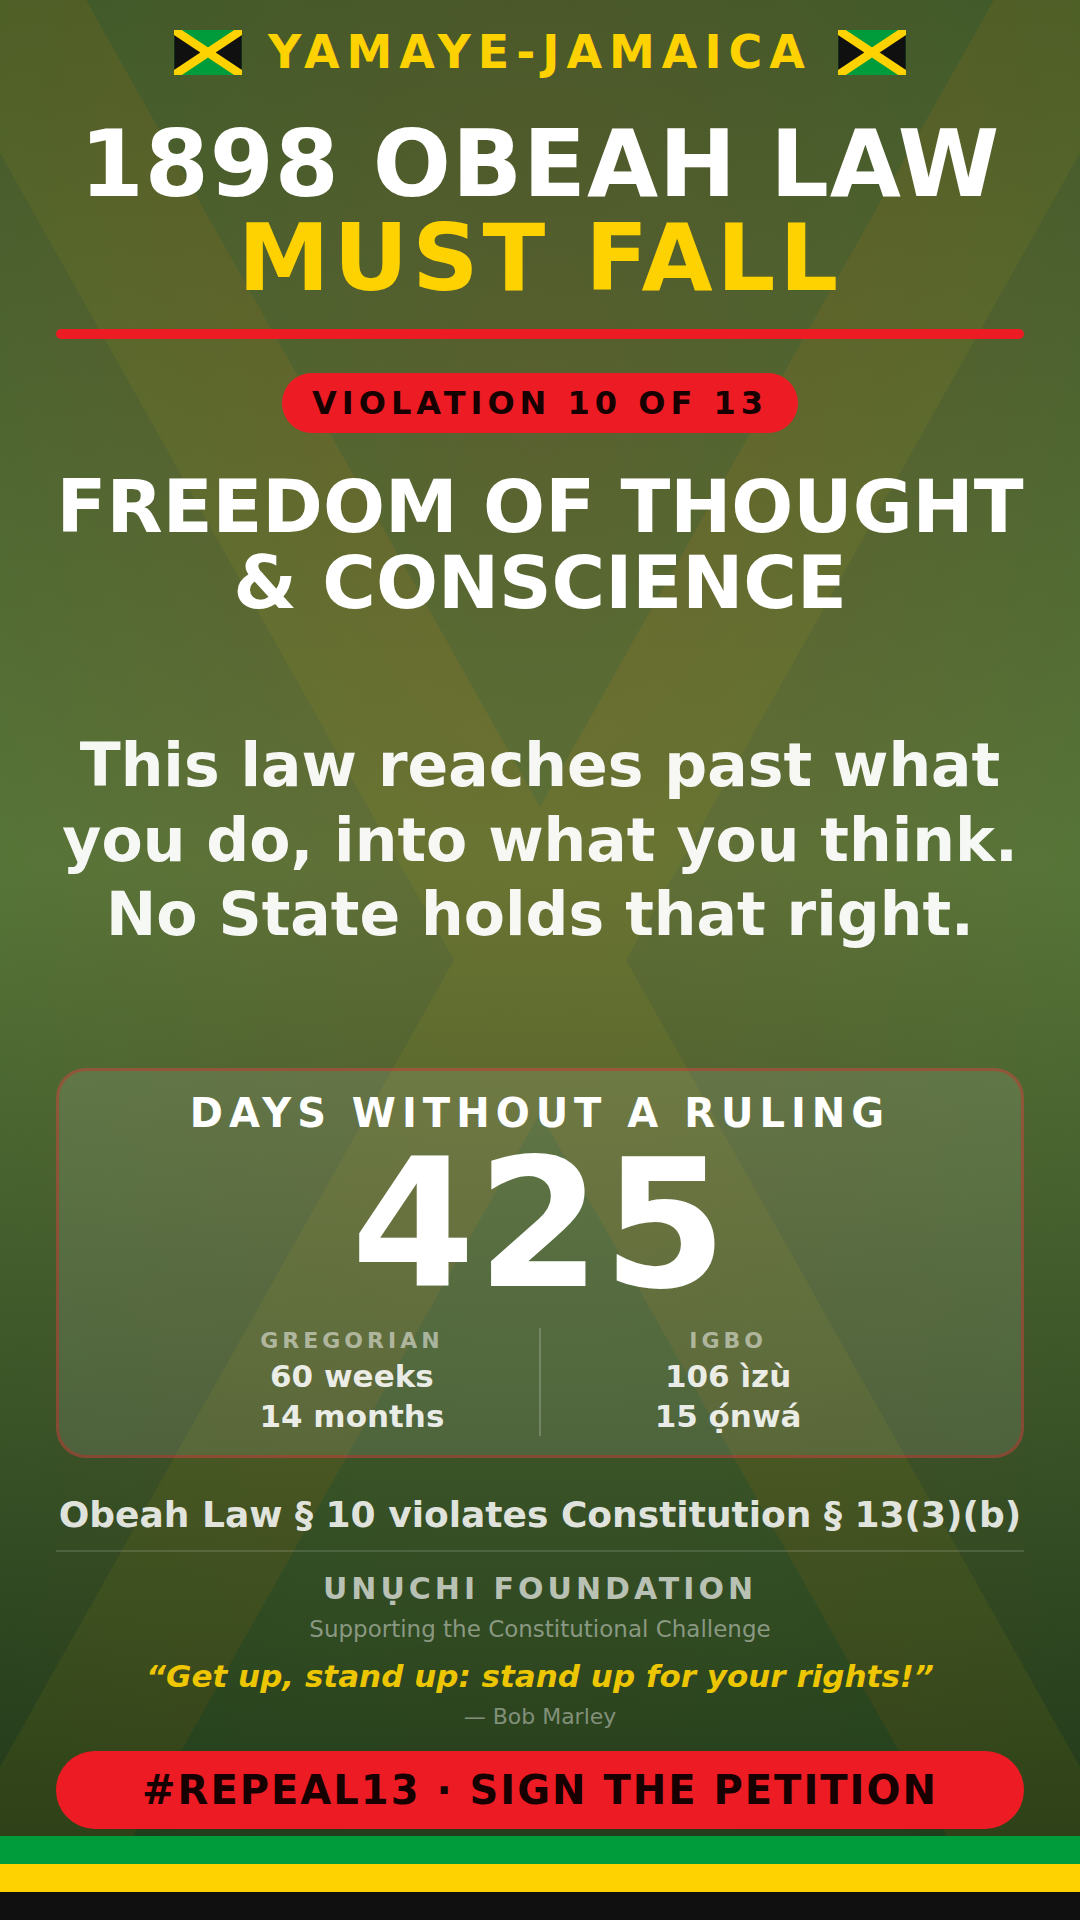 YAMAYE-JAMAICA
1898 OBEAH LAW
MUST FALL
VIOLATION 10 OF 13
FREEDOM OF THOUGHT
& CONSCIENCE
This law reaches past what
you do, into what you think.
No State holds that right.
DAYS WITHOUT A RULING
425
GREGORIAN
60 weeks
14 months
IGBO
106 ìzù
15 ọ́nwá
Obeah Law § 10 violates Constitution § 13(3)(b)
UNỤCHI FOUNDATION
Supporting the Constitutional Challenge
“Get up, stand up: stand up for your rights!”
— Bob Marley
#REPEAL13 · SIGN THE PETITION